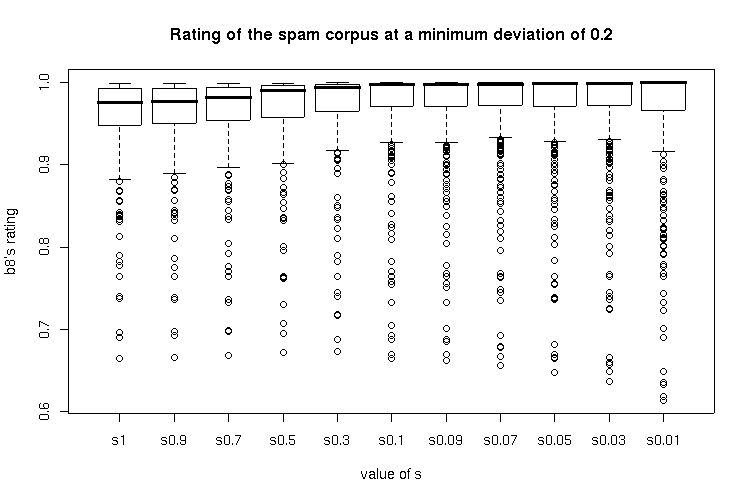 Rating of the spam corpus at a minimum deviation of 0.2
b8's rating
1.0
0.9
0.8
0.7
0.6
s1 s0.9 s0.7 s0.5 s0.3 s0.1 s0.09 s0.07 s0.05 s0.03 s0.01
value of s